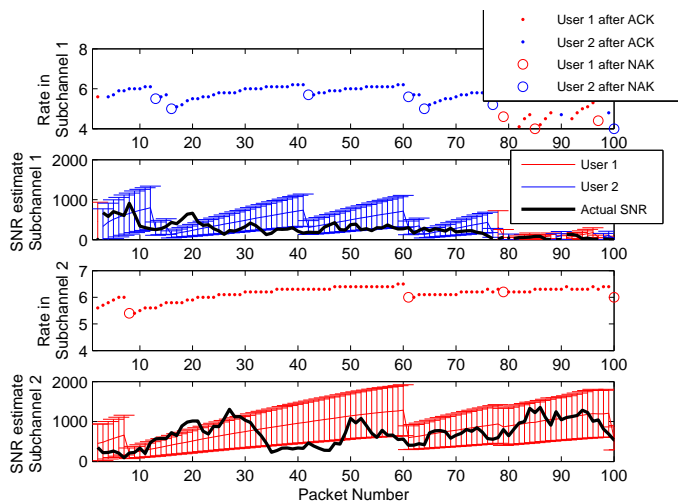 User 1 after ACK
User 2 after ACK
User 1 after NAK
User 2 after NAK
8
6
4
Rate in
Subchannel 1
10 20 30 40 50 60 70 80 90 100
2000
1000
0
SNR estimate
Subchannel 1
User 1
User 2
Actual SNR
10 20 30 40 50 60 70 80 90 100
7
6
5
4
Rate in
Subchannel 2
10 20 30 40 50 60 70 80 90 100
2000
1000
0
SNR estimate
Subchannel 2
10 20 30 40 50 60 70 80 90 100
Packet Number